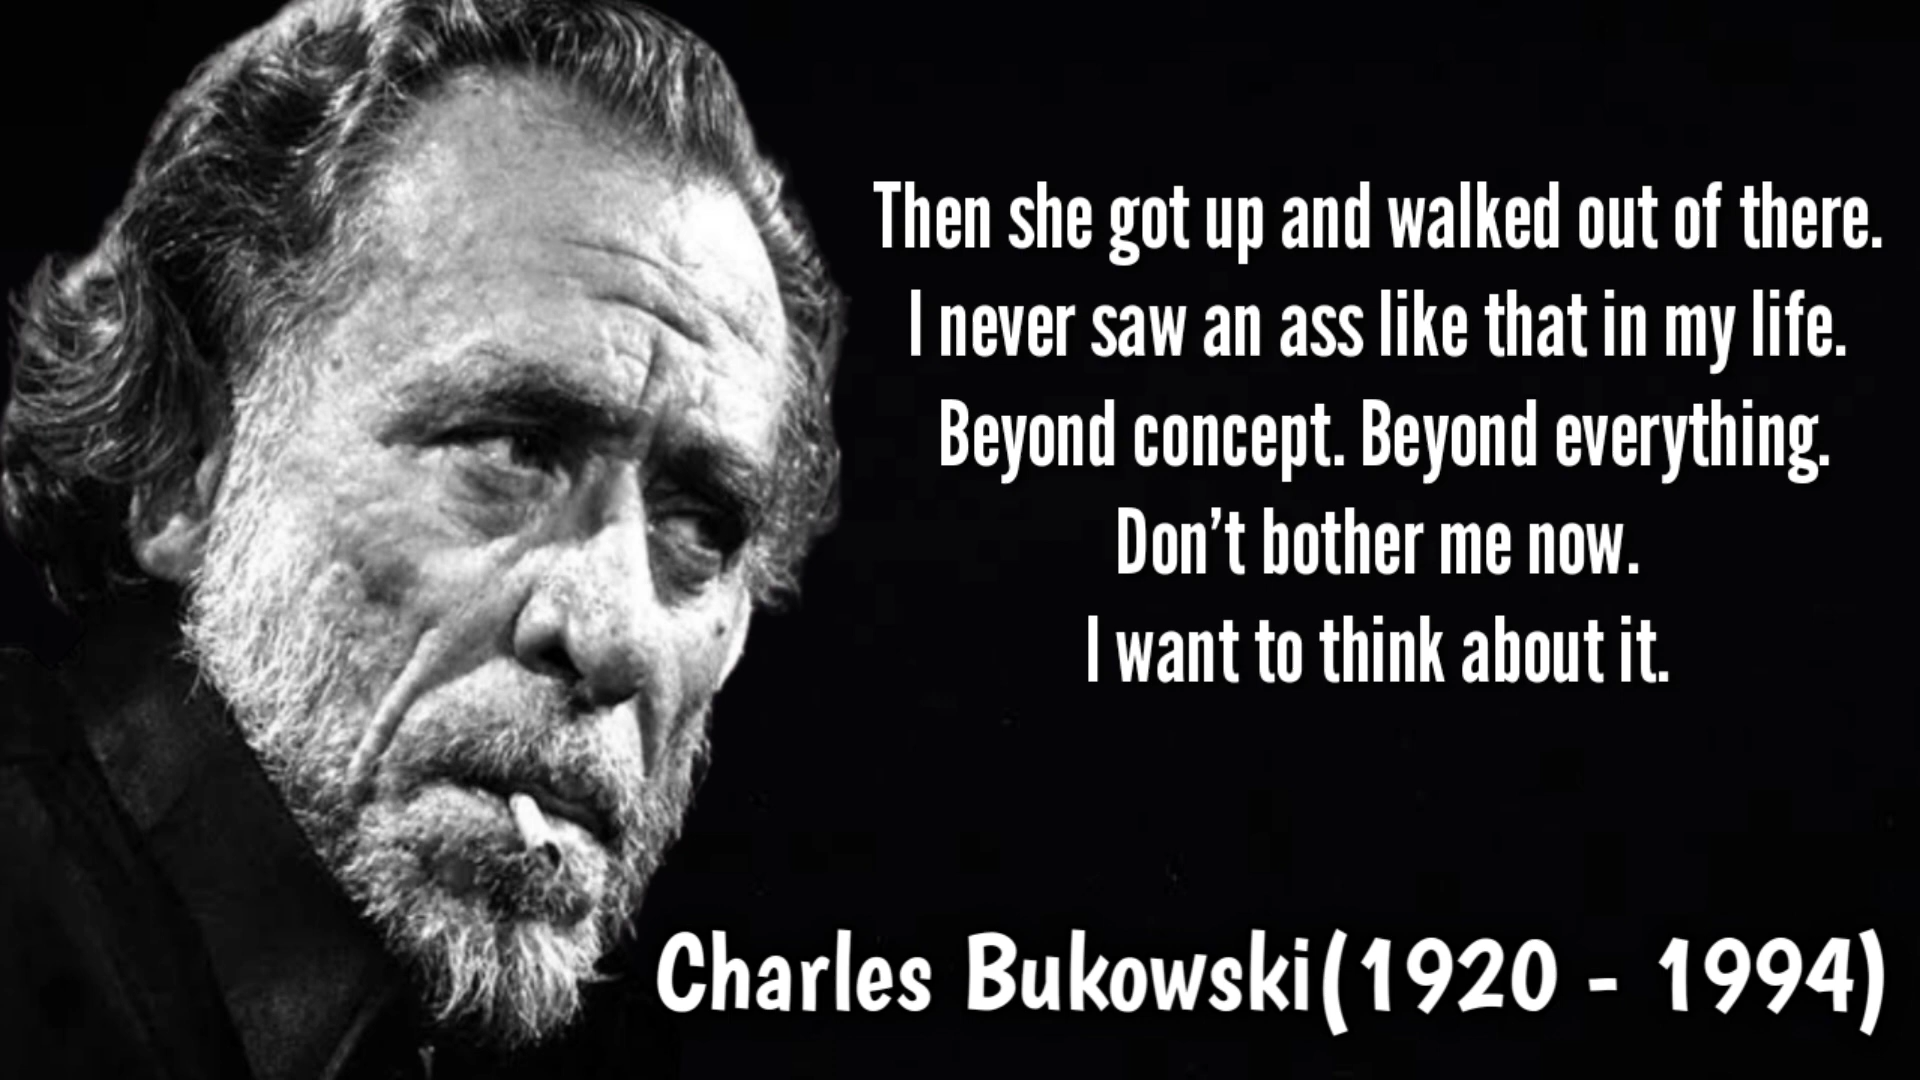 Then she got up and walked out of there.
I never saw an ass like that in my life.
Beyond concept. Beyond everything.
Don’t bother me now.
I want to think about it.
Charles Bukowski(1920 - 1994)